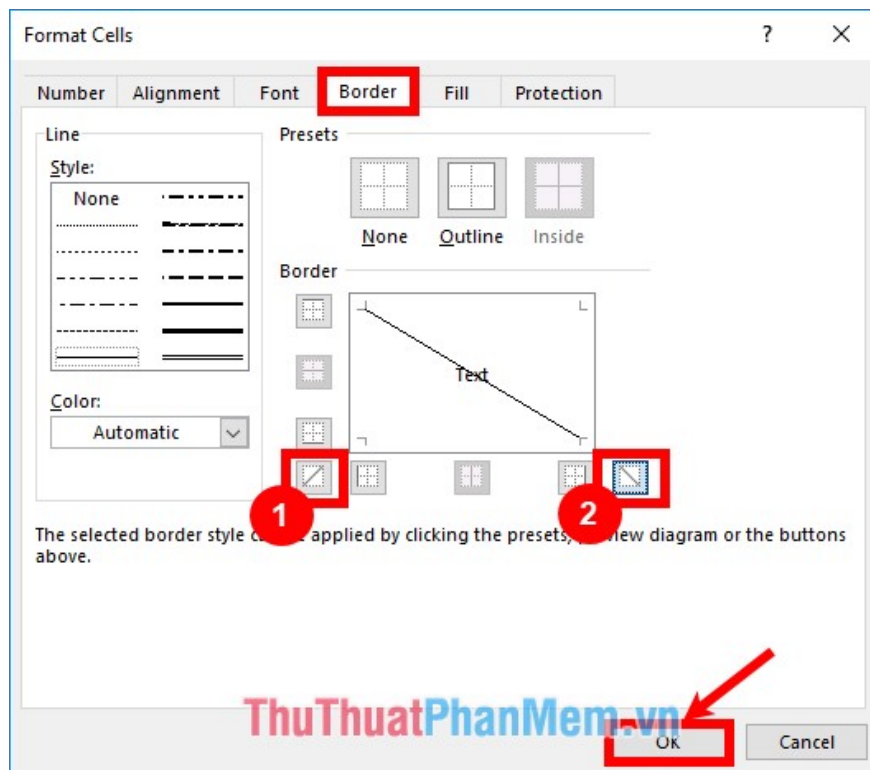 Format Cells ? ×
Number Alignment Font Border Fill Protection
Line
Style:
None
Color:
Automatic
Presets
None Outline Inside
Border
Text
1 2
The selected border style applied by clicking the presets, view diagram or the buttons
above.
ThuThuatPhanMem.vn
OK Cancel